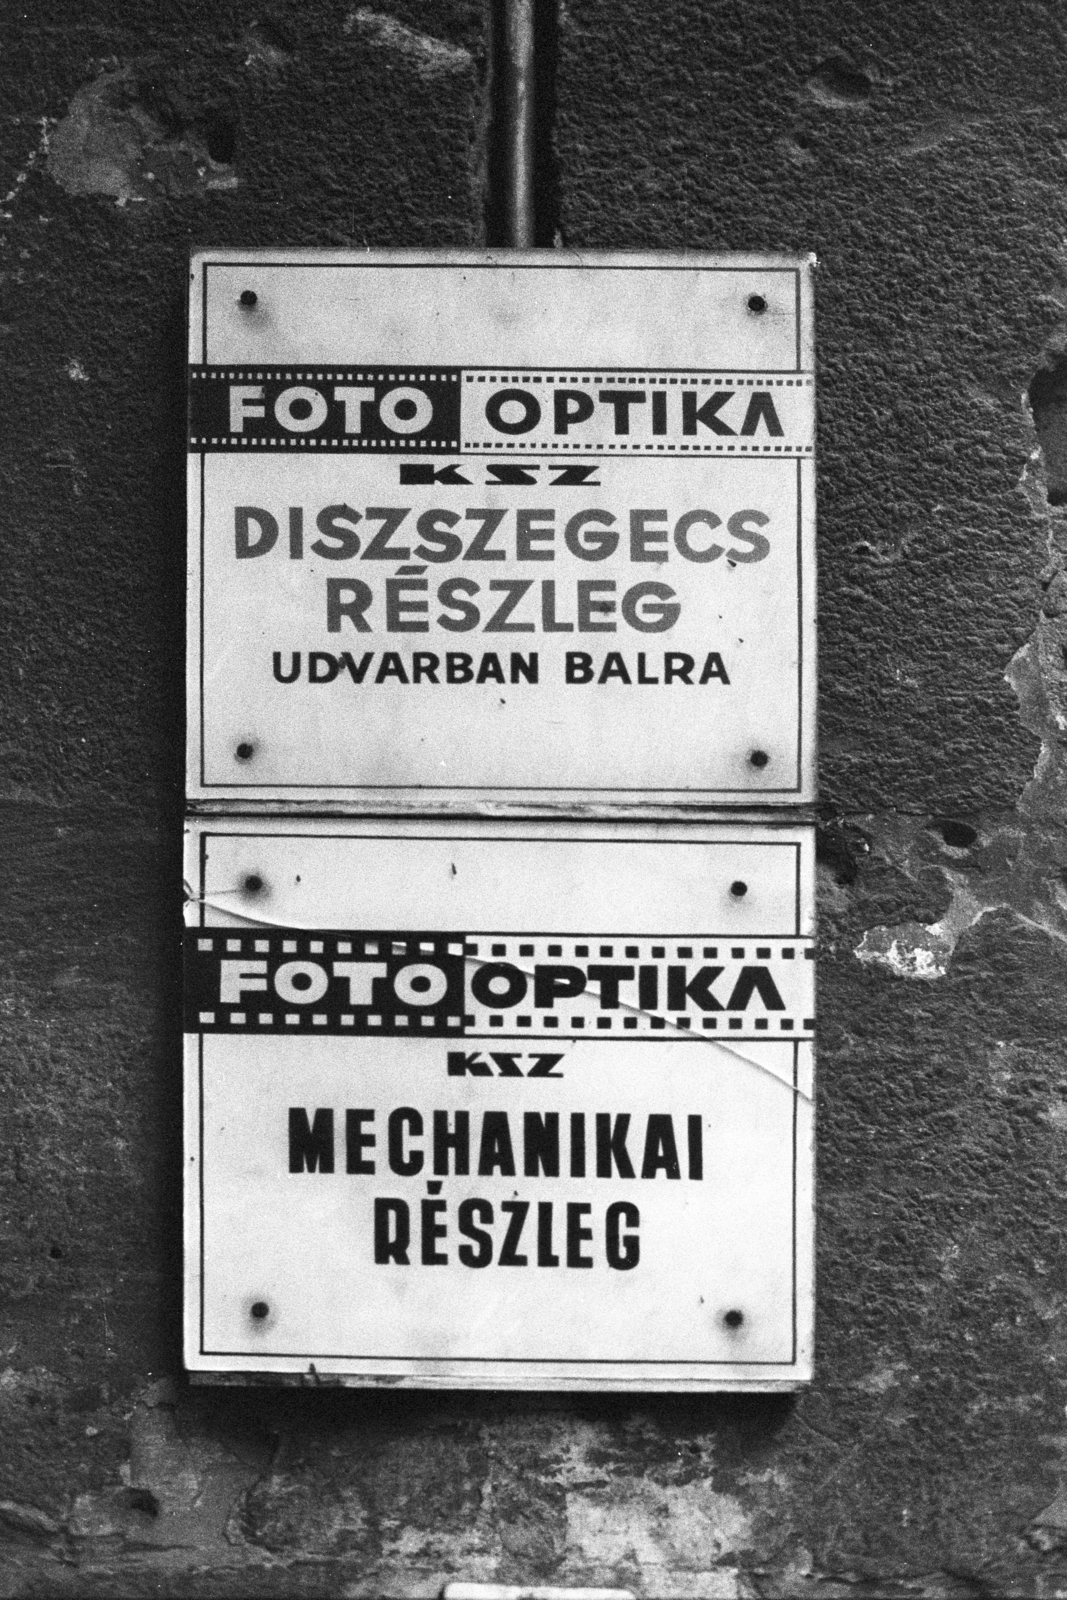 FOTO OPTIKA
KSZ
DISZSZEGECS
RÉSZLEG
UDVARBAN BALRA
FOTO OPTIKA
KSZ
MECHANIKAI
RÉSZLEG